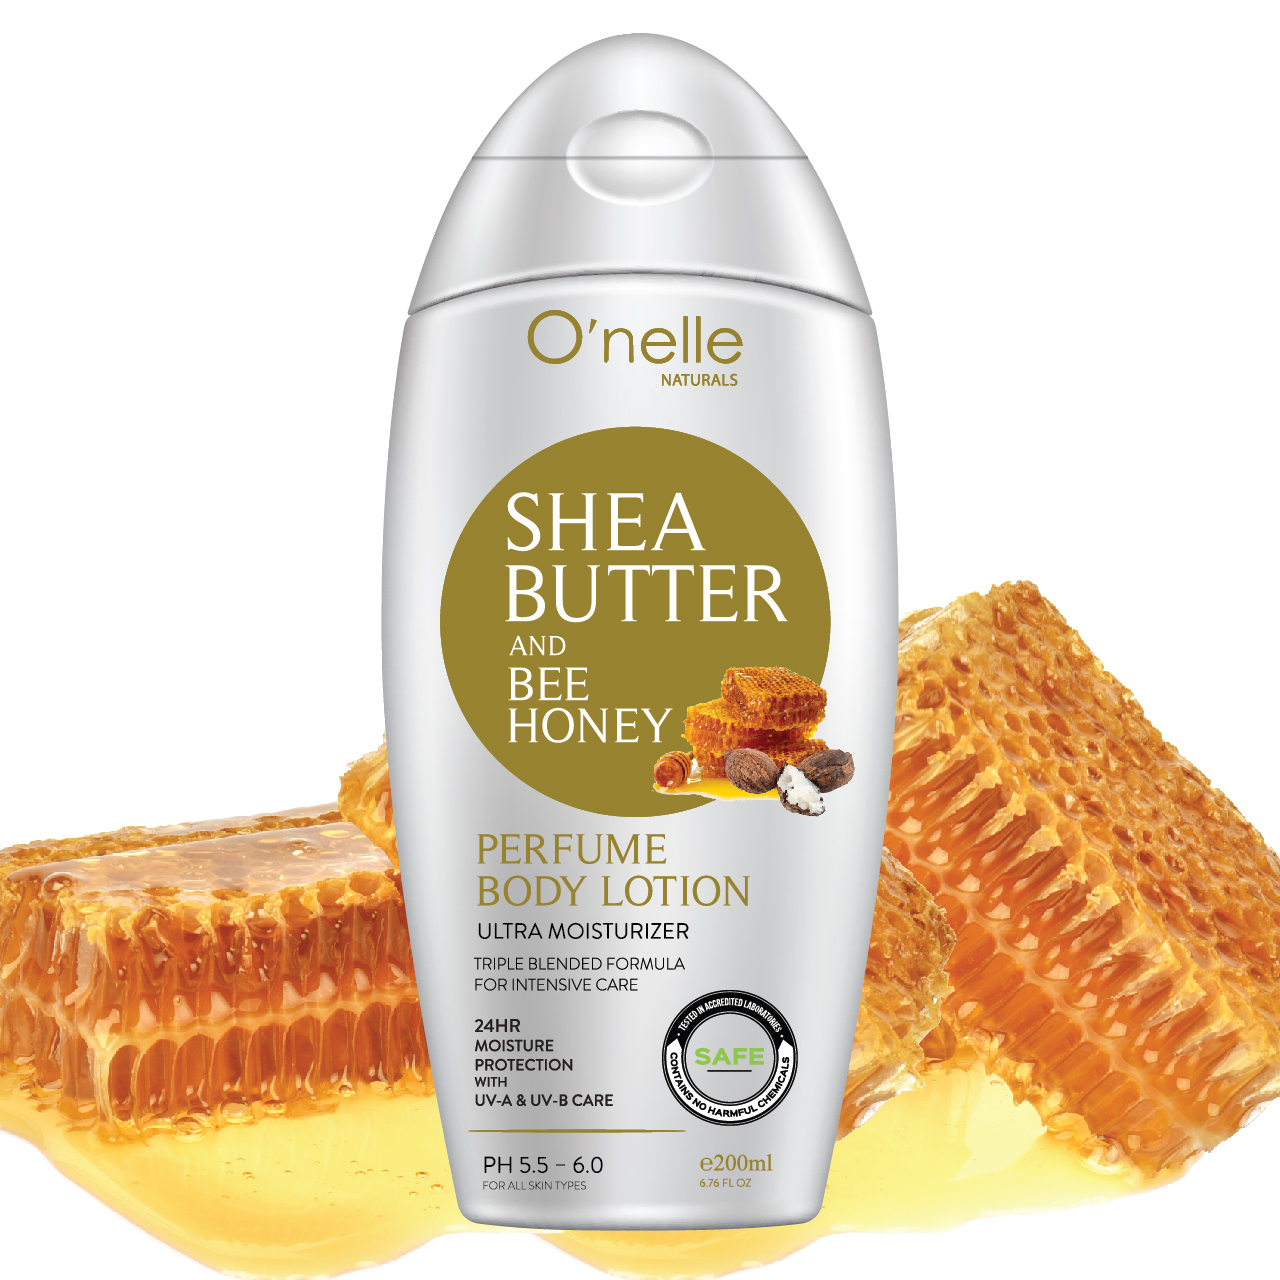 O'nelle
NATURALS
SHEA
BUTTER
AND
BEE
HONEY
PERFUME
BODY LOTION
ULTRA MOISTURIZER
TRIPLE BLENDED FORMULA
FOR INTENSIVE CARE
24HR
MOISTURE
PROTECTION
WITH
UV-A & UV-B CARE
• TESTED IN ACCREDITED LABORATORIES •
SAFE
CONTAINS NO HARMFUL CHEMICALS
PH 5.5 – 6.0
FOR ALL SKIN TYPES
℮200ml
6.76 FL OZ